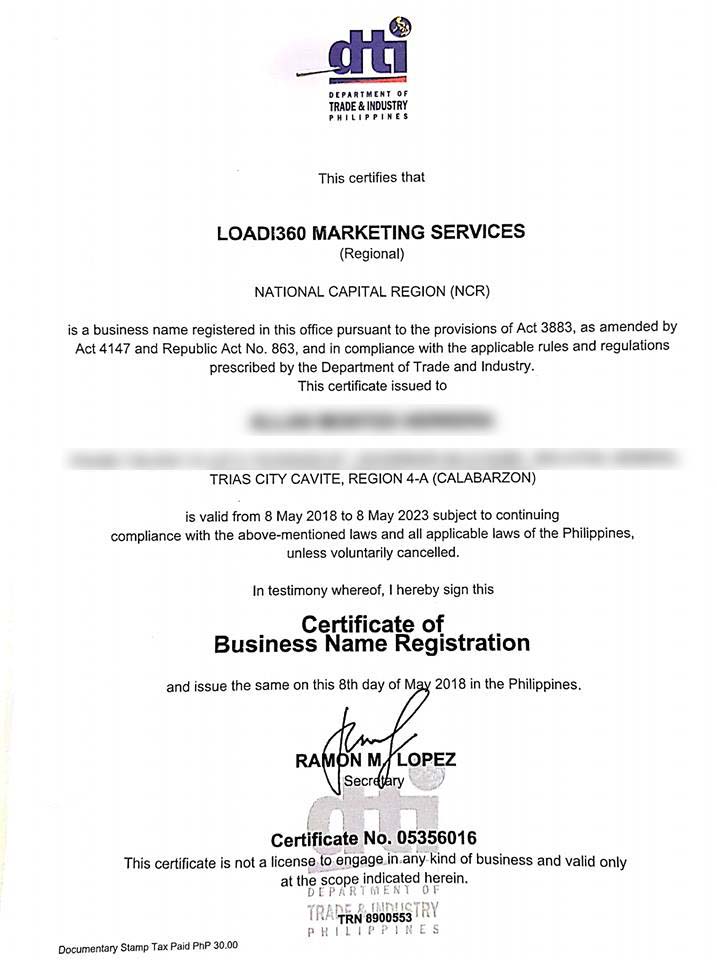 dti
DEPARTMENT OF
TRADE & INDUSTRY
PHILIPPINES
This certifies that
LOADI360 MARKETING SERVICES
(Regional)
NATIONAL CAPITAL REGION (NCR)
is a business name registered in this office pursuant to the provisions of Act 3883, as amended by
Act 4147 and Republic Act No. 863, and in compliance with the applicable rules and regulations
prescribed by the Department of Trade and Industry.
This certificate issued to
TRIAS CITY CAVITE, REGION 4-A (CALABARZON)
is valid from 8 May 2018 to 8 May 2023 subject to continuing
compliance with the above-mentioned laws and all applicable laws of the Philippines,
unless voluntarily cancelled.
In testimony whereof, I hereby sign this
Certificate of
Business Name Registration
and issue the same on this 8th day of May 2018 in the Philippines.
RAMON M. LOPEZ
Secretary
dti
Certificate No. 05356016
This certificate is not a license to engage in any kind of business and valid only
at the scope indicated herein.
DEPARTMENT OF
TRADE & INDUSTRY
TRN 8900553
PHILIPPINES
Documentary Stamp Tax Paid PhP 30.00